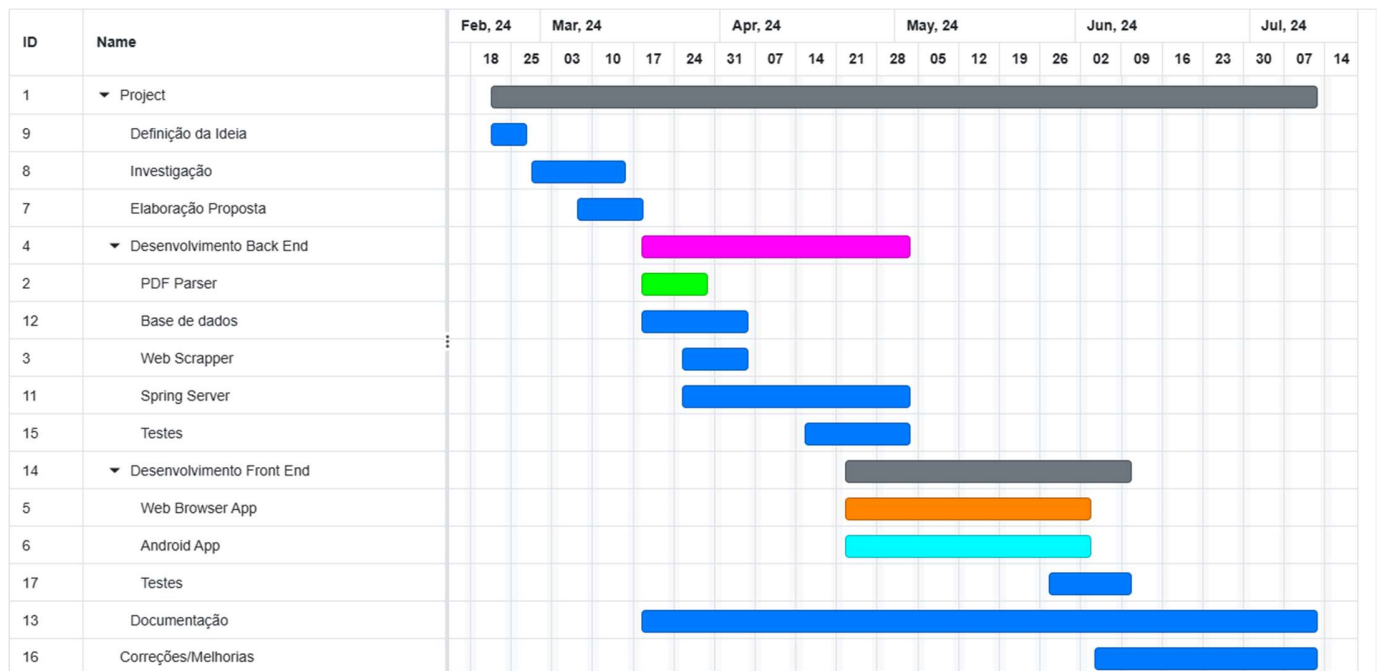 ID Name Feb, 24 Mar, 24 Apr, 24 May, 24 Jun, 24 Jul, 24
18 25 03 10 17 24 31 07 14 21 28 05 12 19 26 02 09 16 23 30 07 14
1 Project
9 Definição da Ideia
8 Investigação
7 Elaboração Proposta
4 Desenvolvimento Back End
2 PDF Parser
12 Base de dados
3 Web Scrapper
11 Spring Server
15 Testes
14 Desenvolvimento Front End
5 Web Browser App
6 Android App
17 Testes
13 Documentação
16 Correções/Melhorias